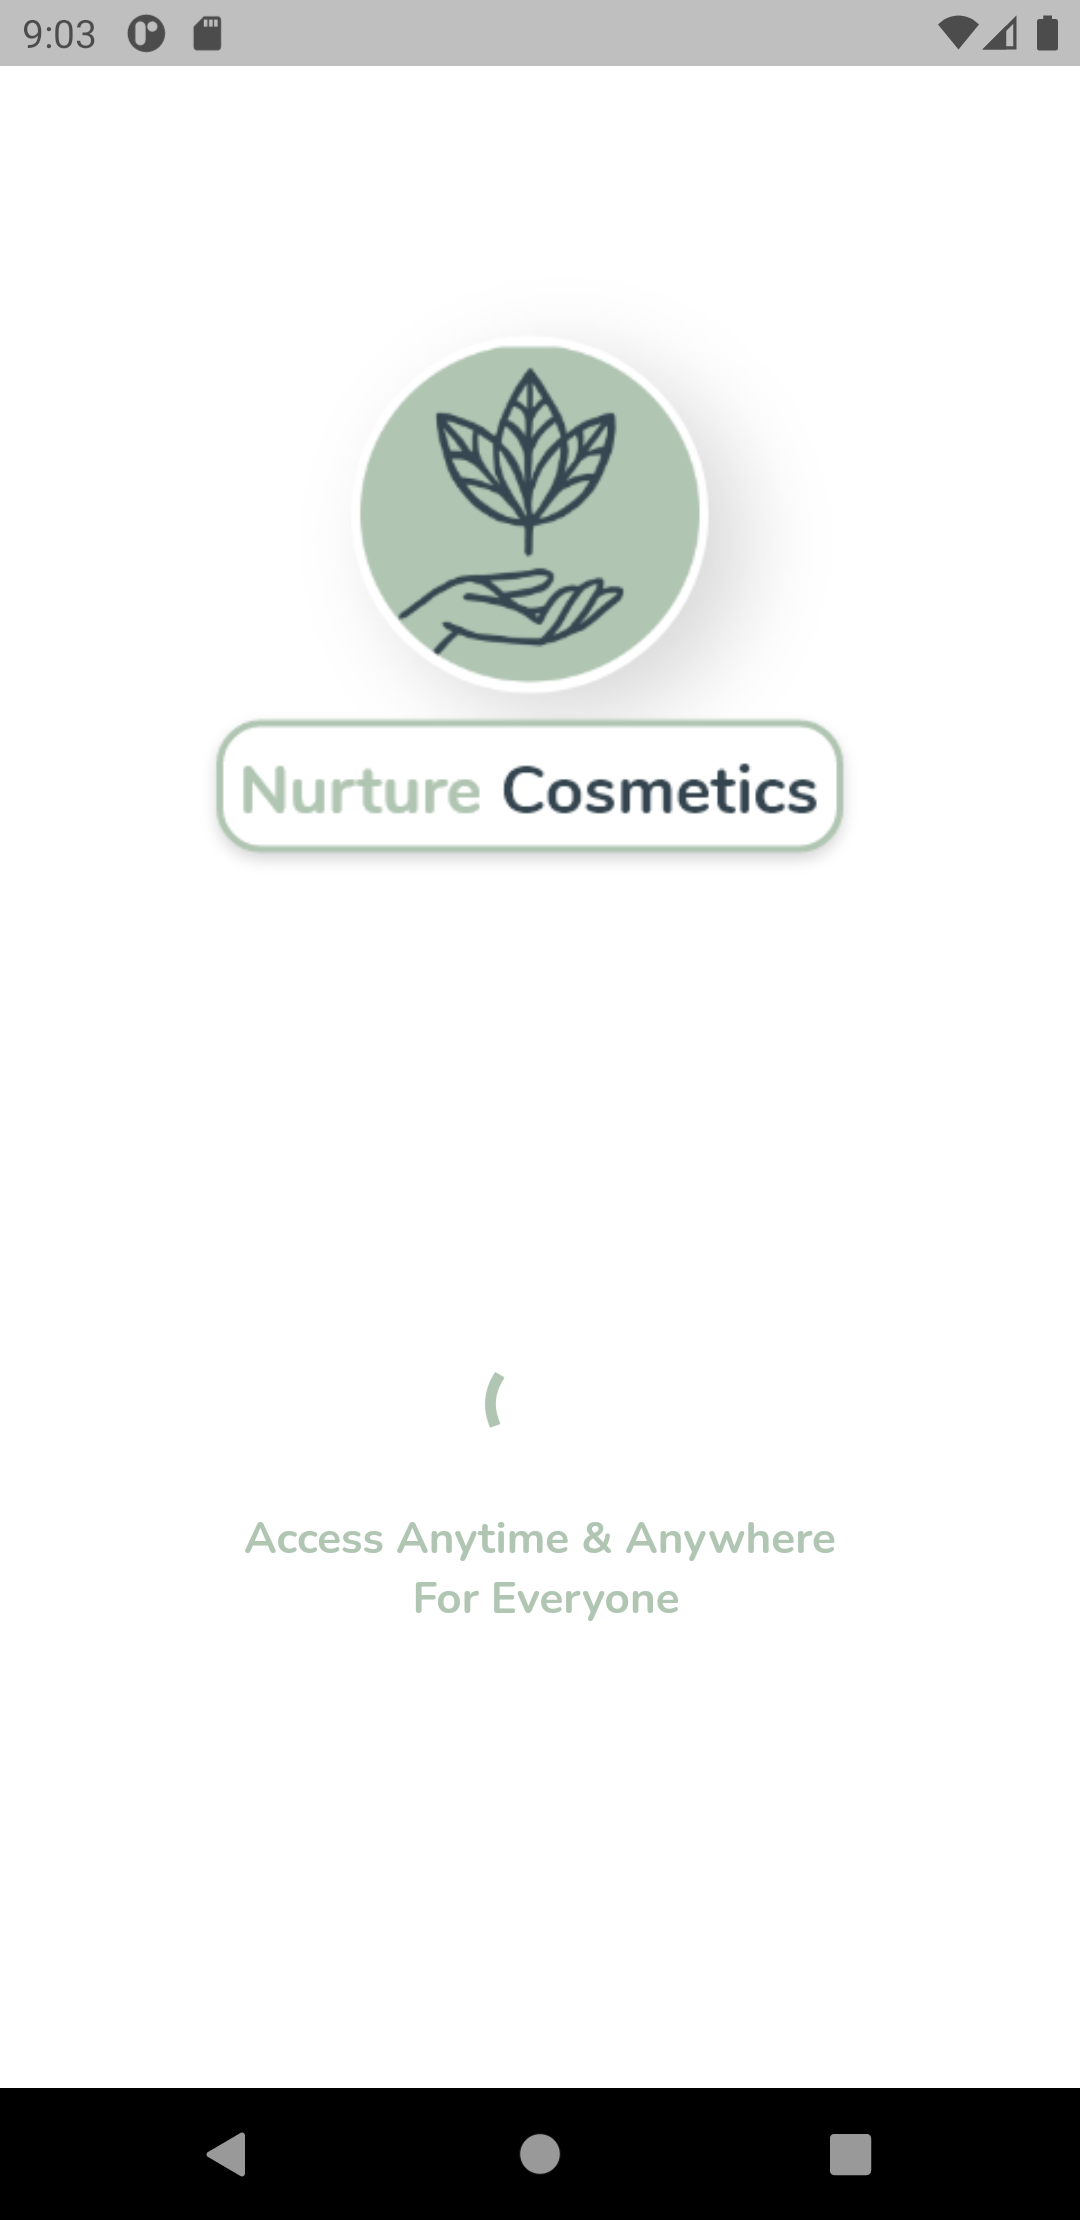 9:03
Nurture Cosmetics
Access Anytime & Anywhere
For Everyone